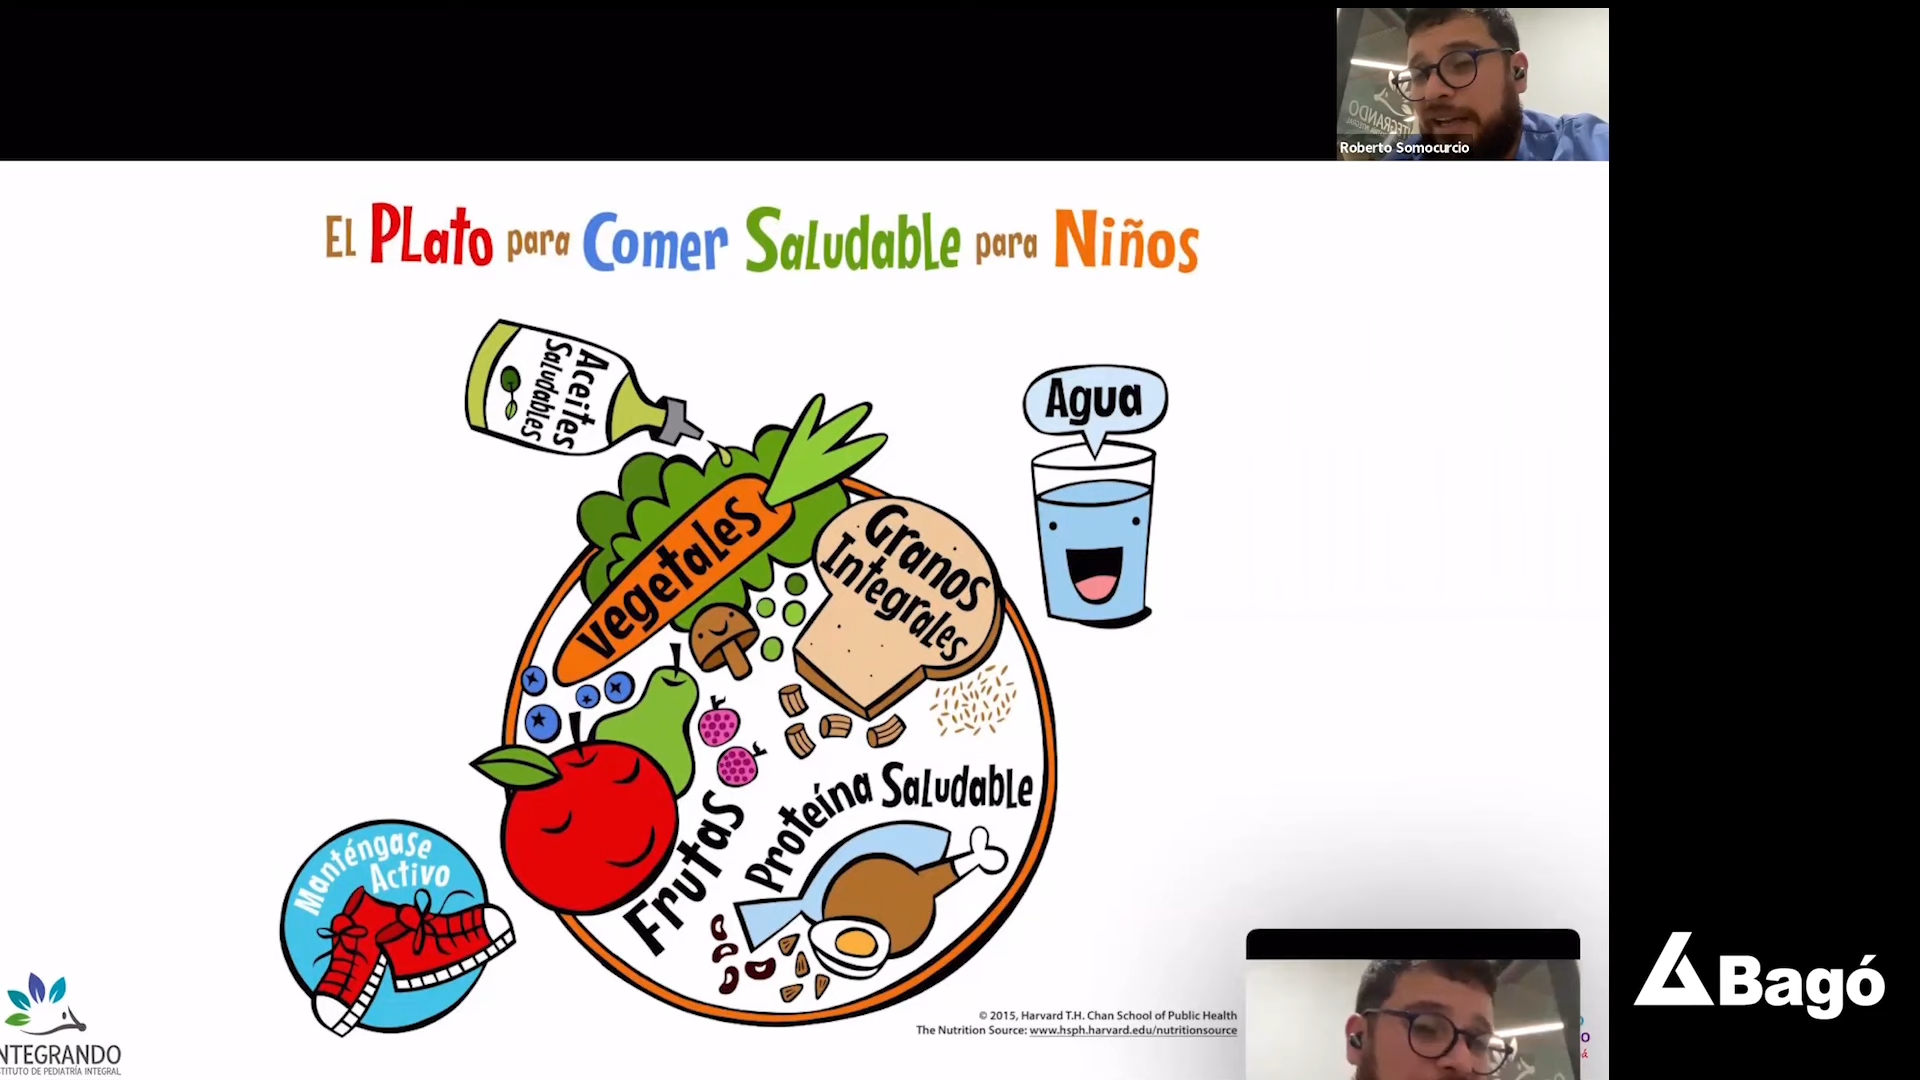 Roberto Somocurcio
El Plato para Comer Saludable para Niños
Aceites
Saludables
Agua
Vegetales
Granos
Integrales
Frutas
Proteína Saludable
Manténgase
Activo
© 2015, Harvard T.H. Chan School of Public Health
The Nutrition Source: www.hsph.harvard.edu/nutritionsource
Bagó
NTEGRANDO
STITUTO DE PEDIATRÍA INTEGRAL